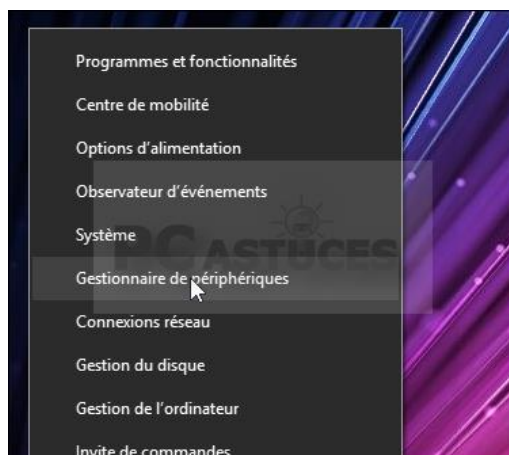 Programmes et fonctionnalités
Centre de mobilité
Options d'alimentation
Observateur d'événements
Système
PC ASTUCES
Gestionnaire de périphériques
Connexions réseau
Gestion du disque
Gestion de l'ordinateur
Invite de commandes